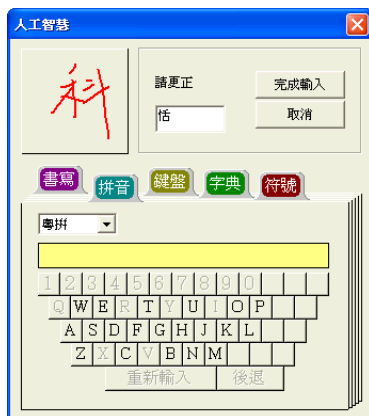 人工智慧
科
請更正
完成輸入
恬
取消
書寫 拼音 鍵盤 字典 符號
粵拼
1 2 3 4 5 6 7 8 9 0
Q W E R T Y U I O P
A S D F G H J K L
Z X C V B N M
重新輸入 後退